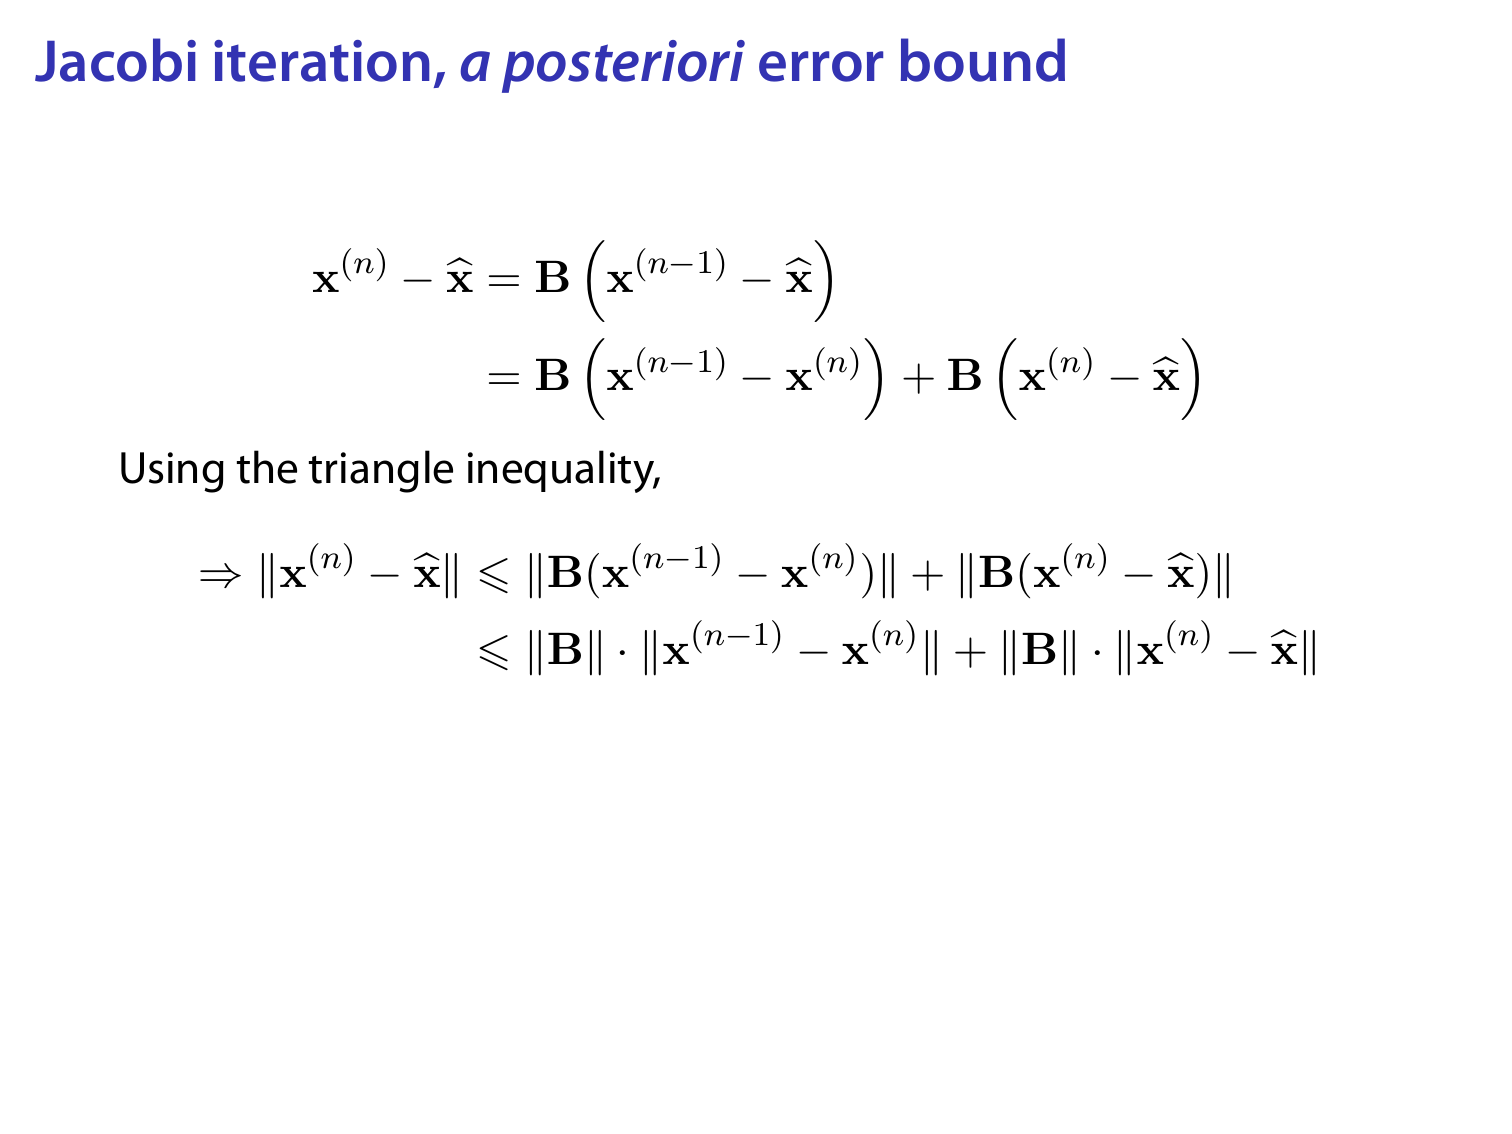 Jacobi iteration, a posteriori error bound
𝐱⁽ⁿ⁾ − 𝐱̂ = 𝐁 (𝐱⁽ⁿ⁻¹⁾ − 𝐱̂)
= 𝐁 (𝐱⁽ⁿ⁻¹⁾ − 𝐱⁽ⁿ⁾) + 𝐁 (𝐱⁽ⁿ⁾ − 𝐱̂)
Using the triangle inequality,
⇒ ‖𝐱⁽ⁿ⁾ − 𝐱̂‖ ⩽ ‖𝐁(𝐱⁽ⁿ⁻¹⁾ − 𝐱⁽ⁿ⁾)‖ + ‖𝐁(𝐱⁽ⁿ⁾ − 𝐱̂)‖
⩽ ‖𝐁‖ · ‖𝐱⁽ⁿ⁻¹⁾ − 𝐱⁽ⁿ⁾‖ + ‖𝐁‖ · ‖𝐱⁽ⁿ⁾ − 𝐱̂‖